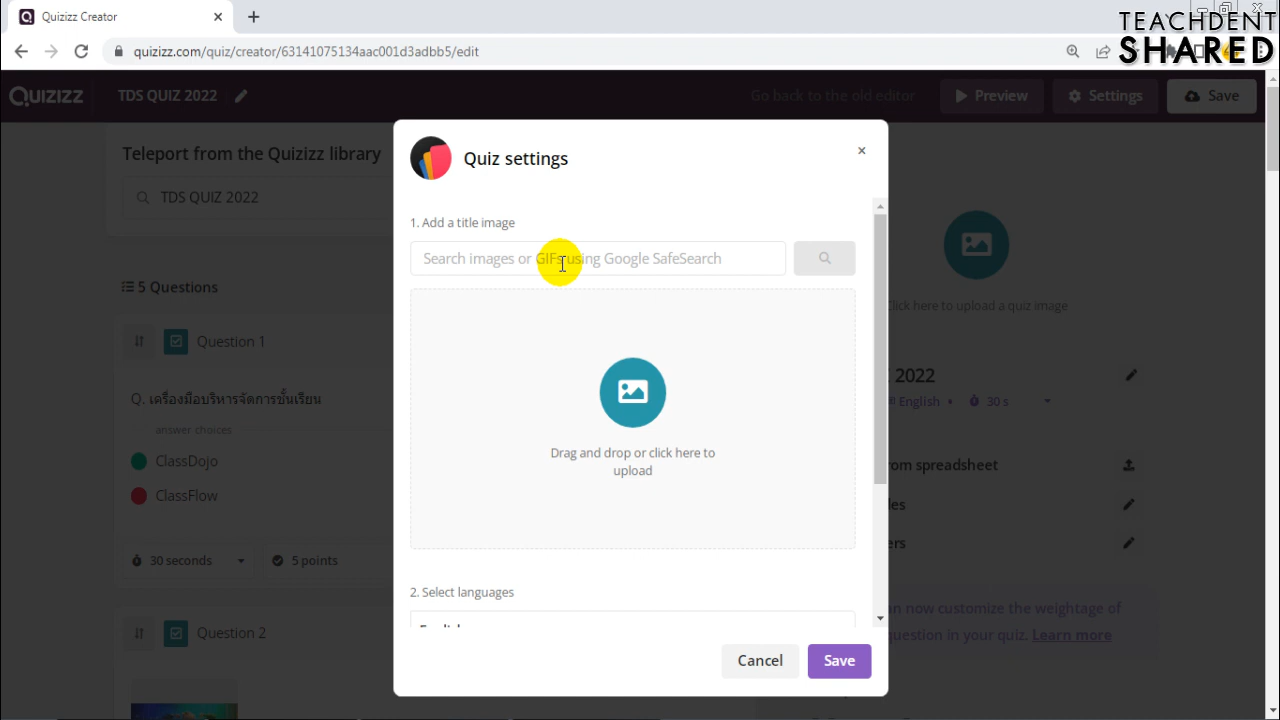 Quizizz Creator
TEACHDENT
SHARED
quizizz.com/quiz/creator/63141075134aac001d3adbb5/edit
QUIZIZZ
TDS QUIZ 2022
Go back to the old editor
Preview
Settings
Save
Teleport from the Quizizz library
TDS QUIZ 2022
5 Questions
Question 1
Q. เครื่องมือบริหารจัดการชั้นเรียน
answer choices
ClassDojo
ClassFlow
30 seconds
5 points
Question 2
Quiz settings
1. Add a title image
Search images or GIFs using Google SafeSearch
Drag and drop or click here to
upload
2. Select languages
English
Cancel
Save
Click here to upload a quiz image
2022
English
30 s
om spreadsheet
n now customize the weightage of
question in your quiz. Learn more